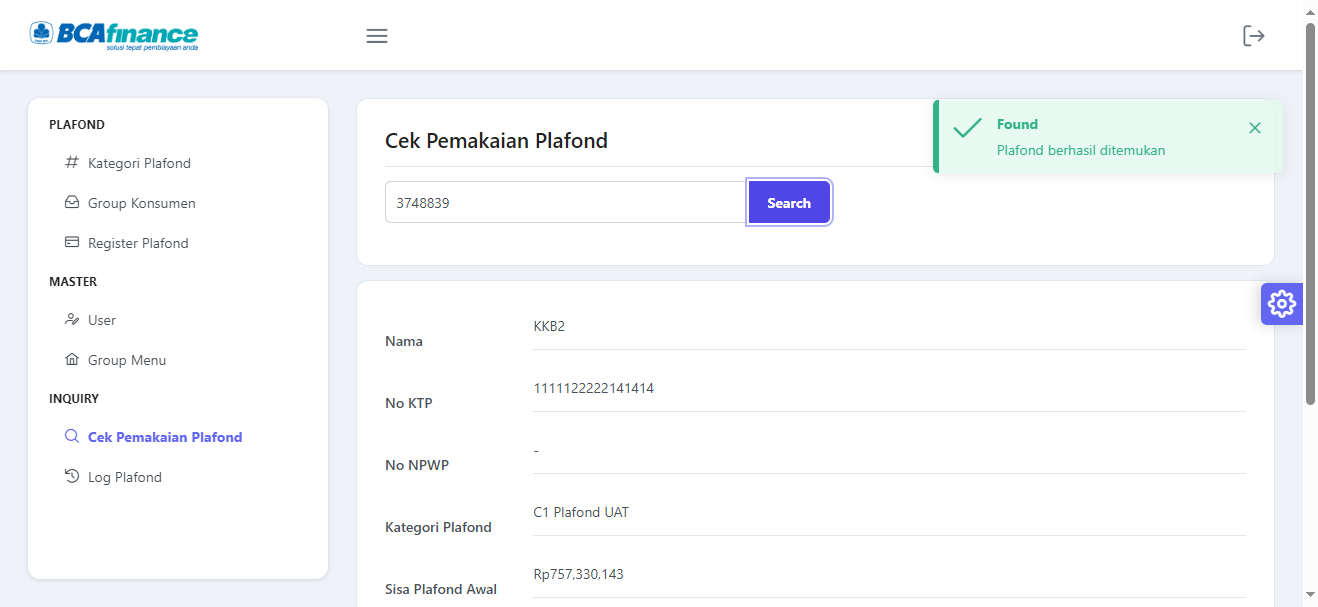 BCAfinance
solusi tepat pembiayaan anda
PLAFOND
Kategori Plafond
Group Konsumen
Register Plafond
MASTER
User
Group Menu
INQUIRY
Cek Pemakaian Plafond
Log Plafond
Cek Pemakaian Plafond
3748839
Search
Found
Plafond berhasil ditemukan
Nama
KKB2
No KTP
1111122222141414
No NPWP
-
Kategori Plafond
C1 Plafond UAT
Sisa Plafond Awal
Rp757,330,143